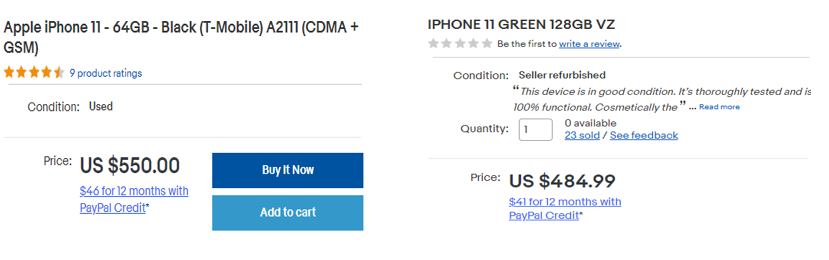 Apple iPhone 11 - 64GB - Black (T-Mobile) A2111 (CDMA +
GSM)
9 product ratings
Condition: Used
Price: US $550.00
$46 for 12 months with
PayPal Credit*
Buy It Now
Add to cart
IPHONE 11 GREEN 128GB VZ
Be the first to write a review.
Condition: Seller refurbished
“This device is in good condition. It's thoroughly tested and is
100% functional. Cosmetically the ” ... Read more
Quantity: 1
0 available
23 sold / See feedback
Price: US $484.99
$41 for 12 months with
PayPal Credit*